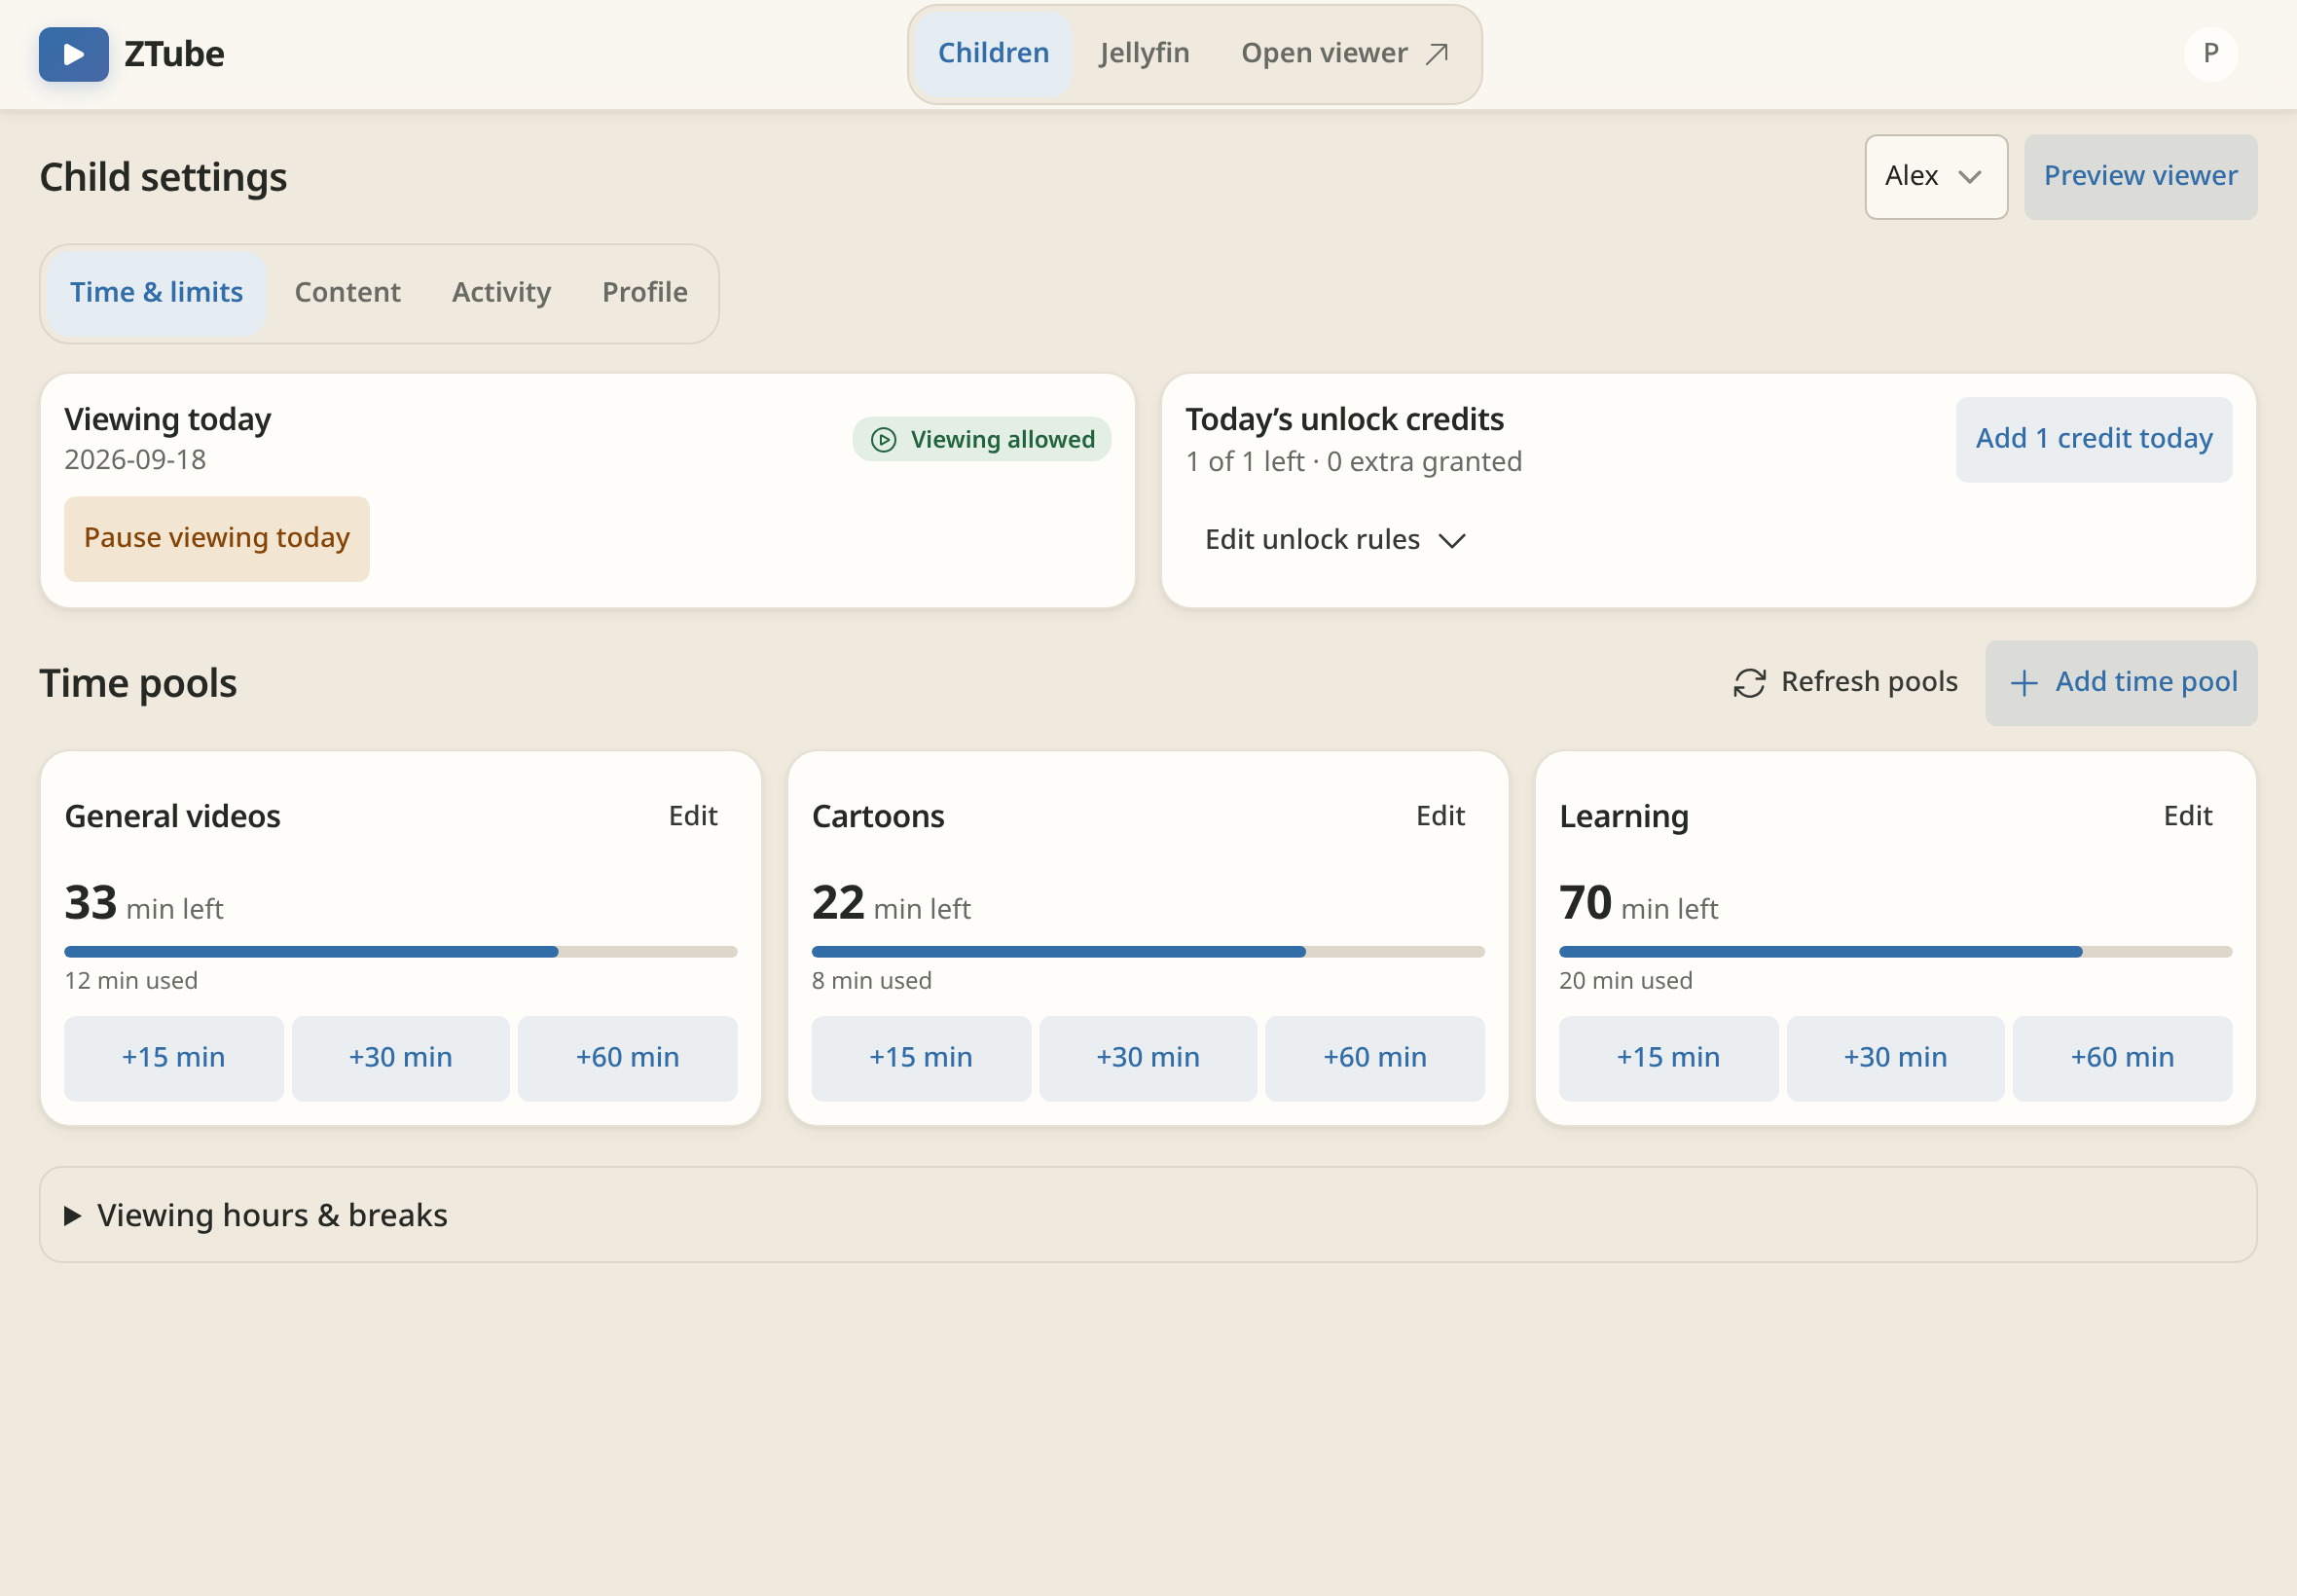 ZTube
Children
Jellyfin
Open viewer
P
Child settings
Alex
Preview viewer
Time & limits
Content
Activity
Profile
Viewing today
2026-09-18
Viewing allowed
Pause viewing today
Today’s unlock credits
1 of 1 left · 0 extra granted
Add 1 credit today
Edit unlock rules
Time pools
Refresh pools
Add time pool
General videos
Edit
33 min left
12 min used
+15 min
+30 min
+60 min
Cartoons
Edit
22 min left
8 min used
+15 min
+30 min
+60 min
Learning
Edit
70 min left
20 min used
+15 min
+30 min
+60 min
Viewing hours & breaks